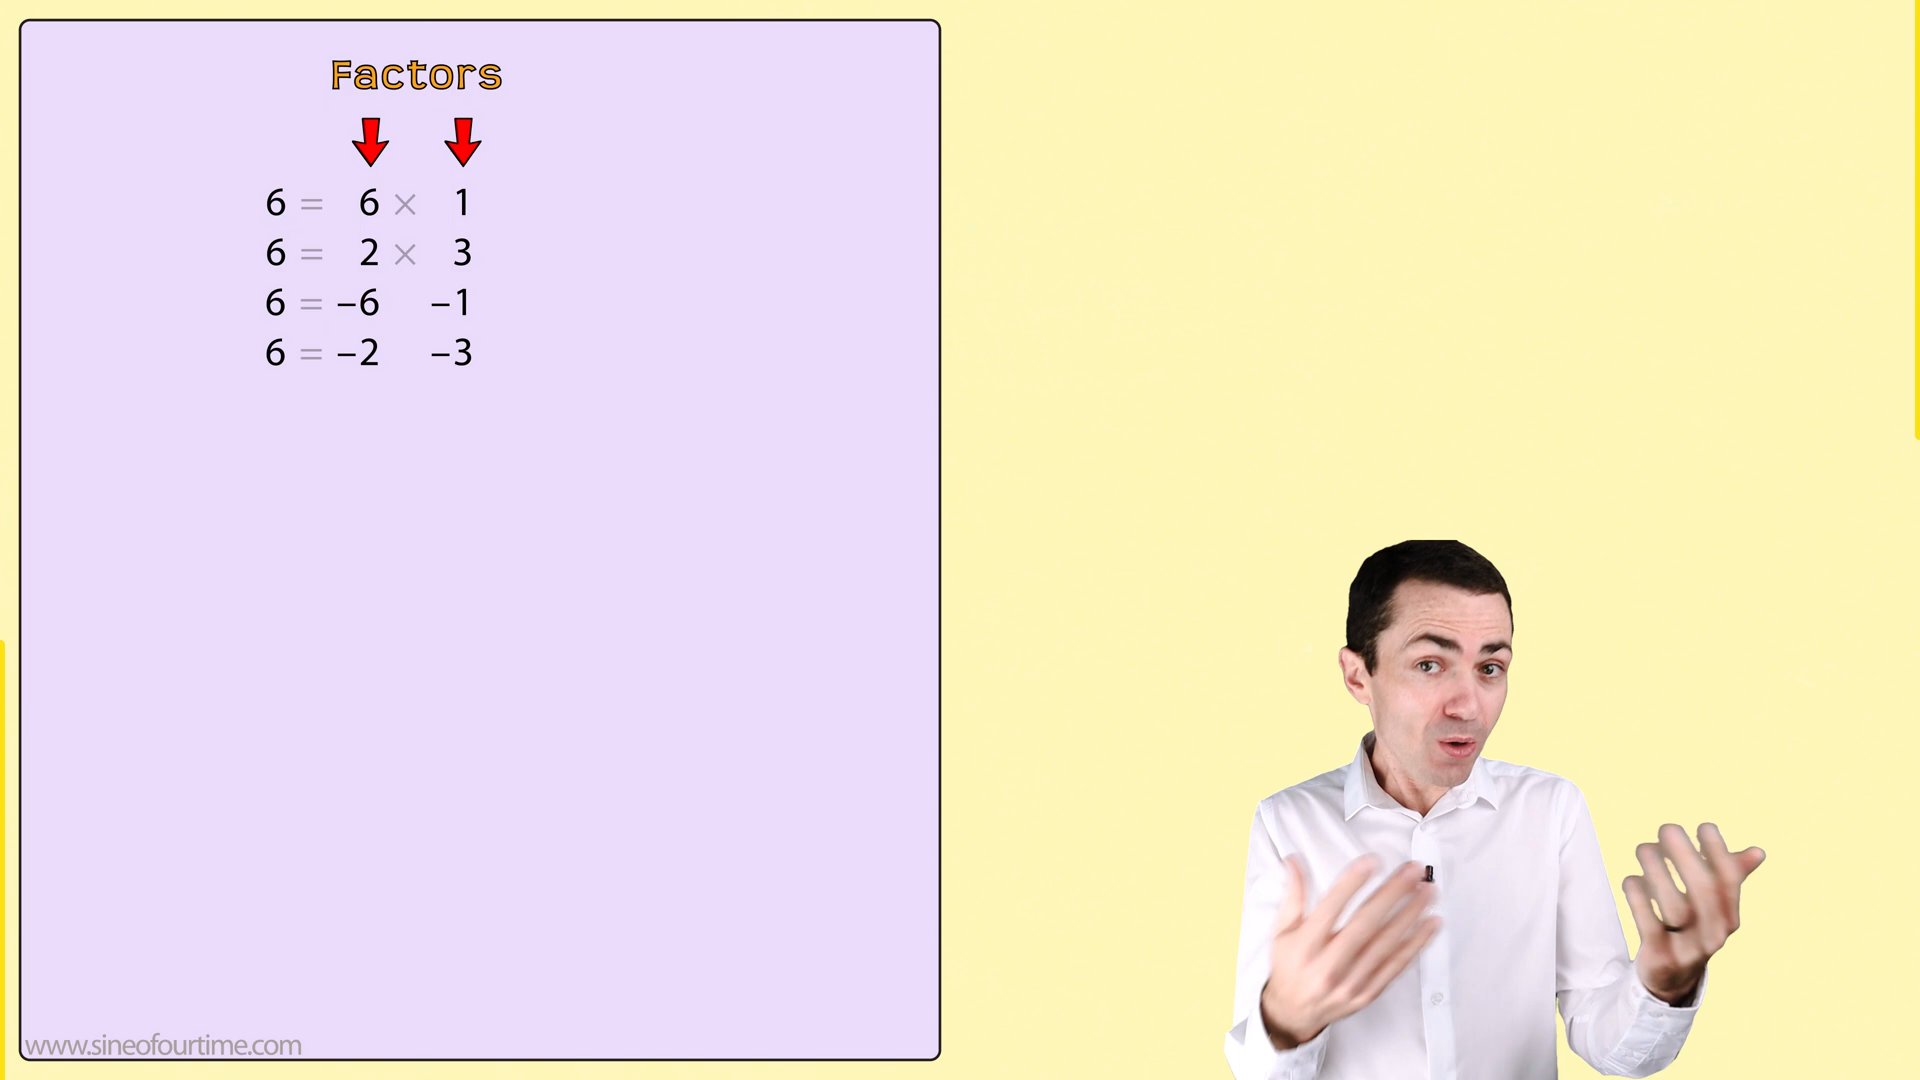 Factors
6 = 6 × 1
6 = 2 × 3
6 = –6 –1
6 = –2 –3
www.sineofourtime.com